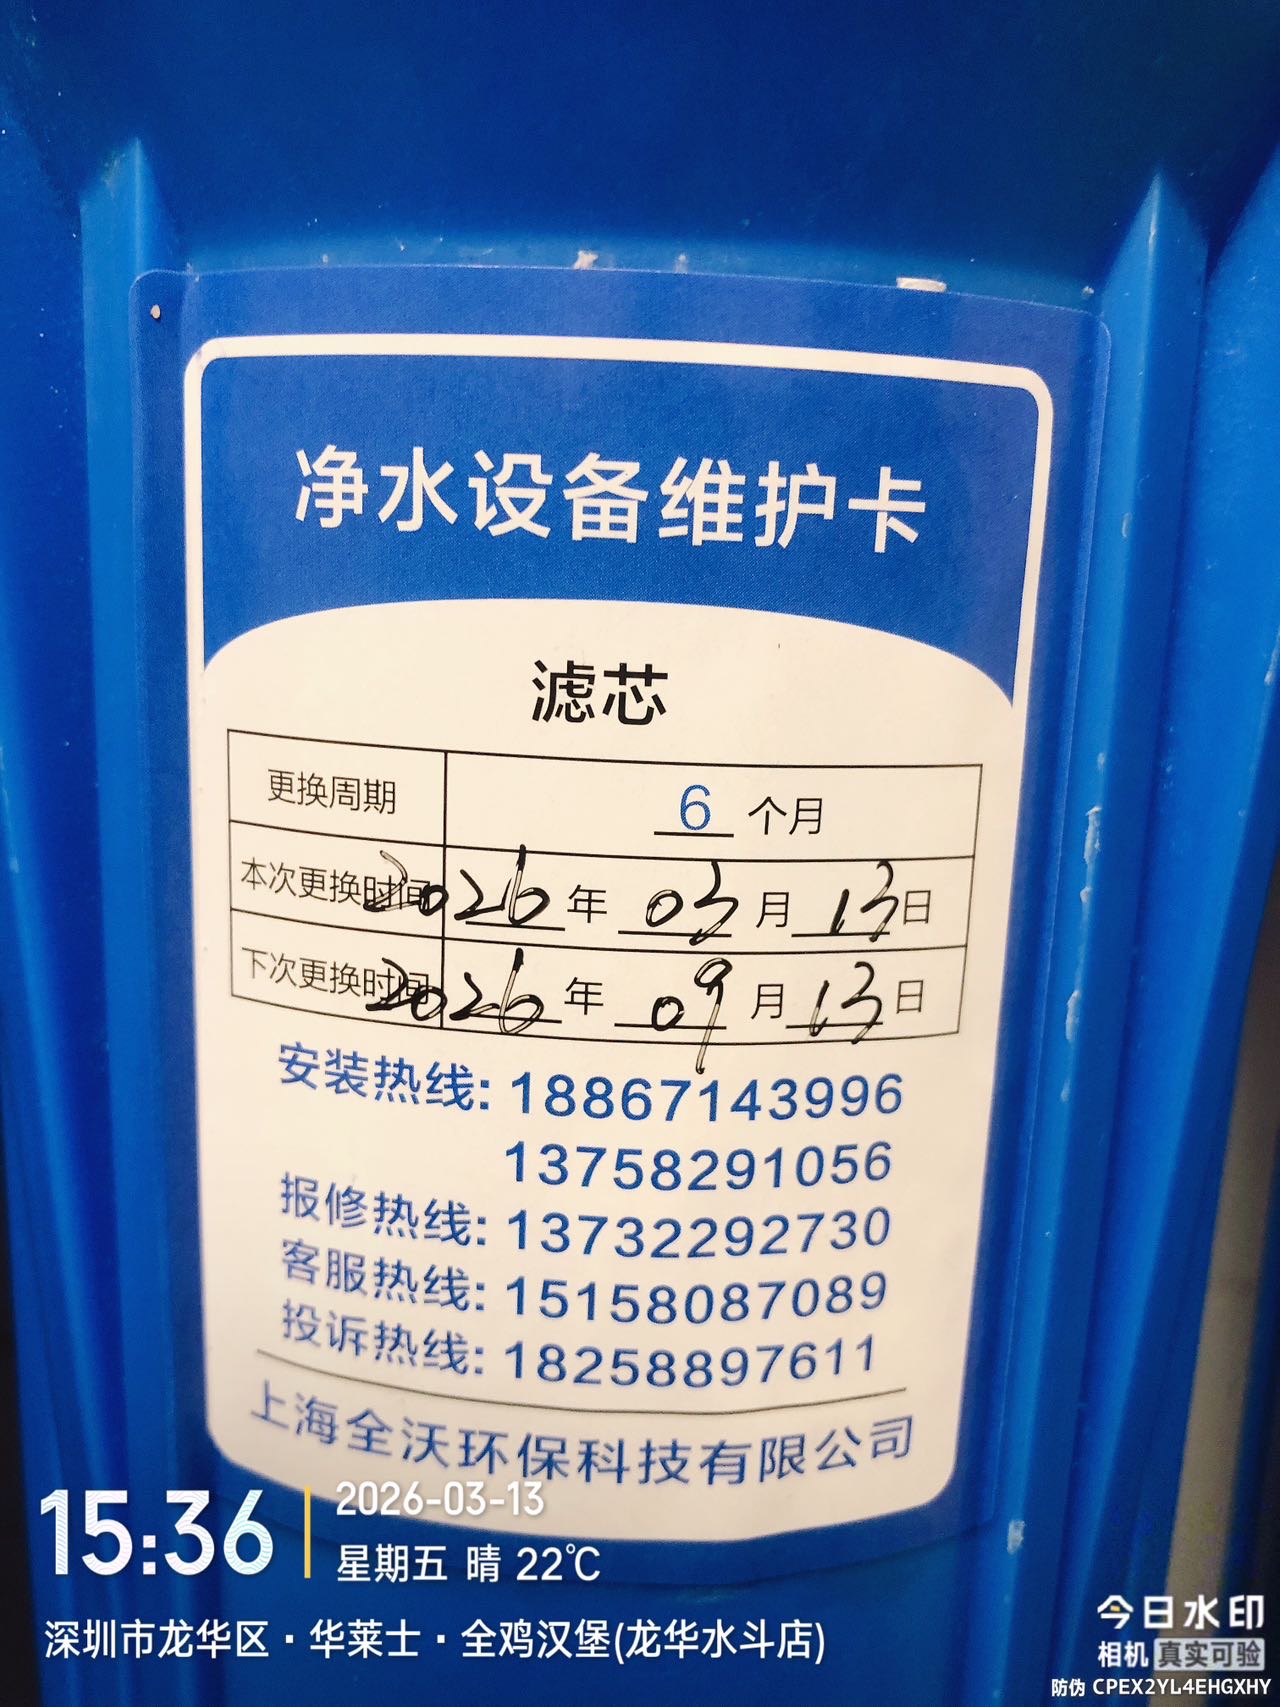 净水设备维护卡
滤芯
更换周期 6 个月
本次更换时间 2026 年 03 月 13 日
下次更换时间 2026 年 09 月 13 日
安装热线: 18867143996
13758291056
报修热线: 13732292730
客服热线: 15158087089
投诉热线: 18258897611
上海全沃环保科技有限公司
15:36
2026-03-13
星期五 晴 22℃
深圳市龙华区·华莱士·全鸡汉堡(龙华水斗店)
今日水印
相机 真实可验
防伪 CPEX2YL4EHGXHY